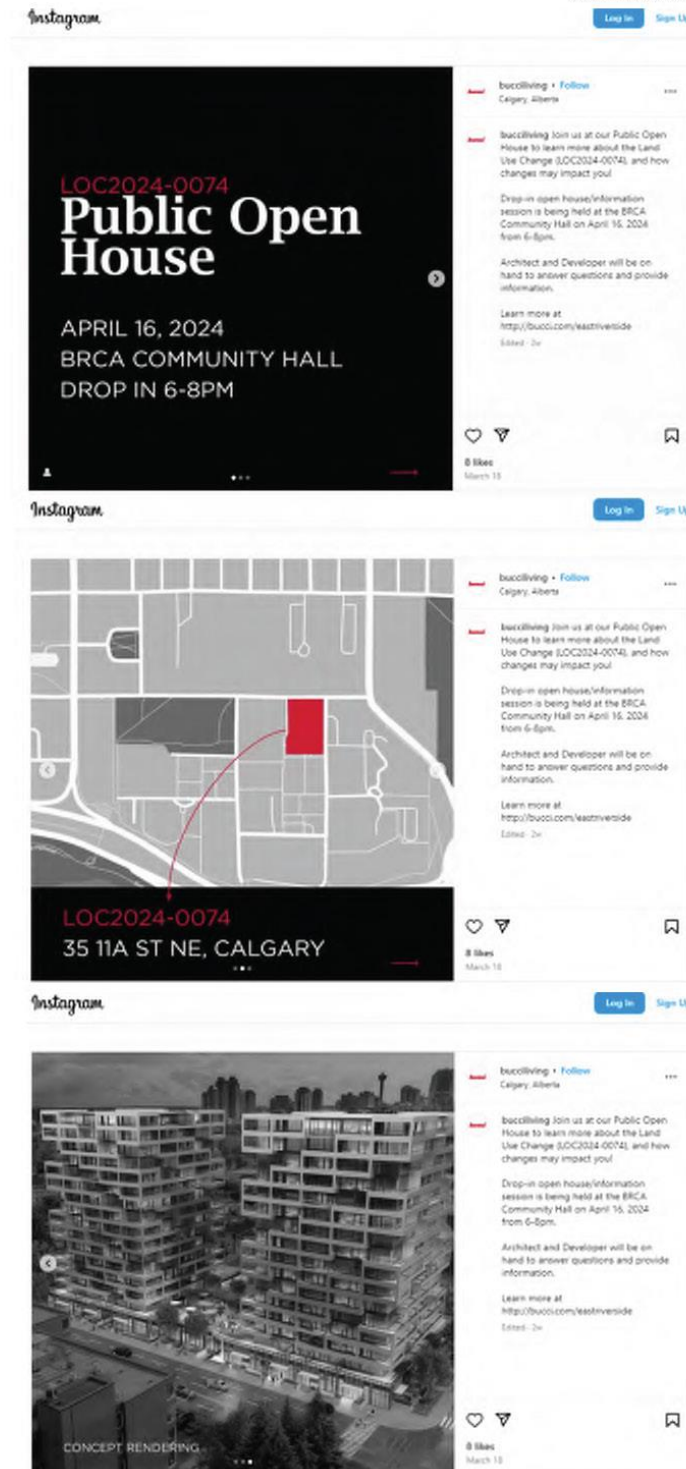 Instagram
Log In
Sign U
LOC2024-0074
Public Open
House
APRIL 16, 2024
BRCA COMMUNITY HALL
DROP IN 6-8PM
bucciliving • Follow
Calgary, Alberta
bucciliving Join us at our Public Open
House to learn more about the Land
Use Change (LOC2024-0074), and how
changes may impact you!
Drop-in open house/information
session is being held at the BRCA
Community Hall on April 16, 2024
from 6-8pm.
Architect and Developer will be on
hand to answer questions and provide
information.
Learn more at
http://bucci.com/eastriverside
Edited · 2w
8 likes
March 18
Instagram
Log In
Sign U
LOC2024-0074
35 11A ST NE, CALGARY
bucciliving • Follow
Calgary, Alberta
bucciliving Join us at our Public Open
House to learn more about the Land
Use Change (LOC2024-0074), and how
changes may impact you!
Drop-in open house/information
session is being held at the BRCA
Community Hall on April 16, 2024
from 6-8pm.
Architect and Developer will be on
hand to answer questions and provide
information.
Learn more at
http://bucci.com/eastriverside
Edited · 2w
8 likes
March 18
Instagram
Log In
Sign U
CONCEPT RENDERING
bucciliving • Follow
Calgary, Alberta
bucciliving Join us at our Public Open
House to learn more about the Land
Use Change (LOC2024-0074), and how
changes may impact you!
Drop-in open house/information
session is being held at the BRCA
Community Hall on April 16, 2024
from 6-8pm.
Architect and Developer will be on
hand to answer questions and provide
information.
Learn more at
http://bucci.com/eastriverside
Edited · 2w
8 likes
March 18